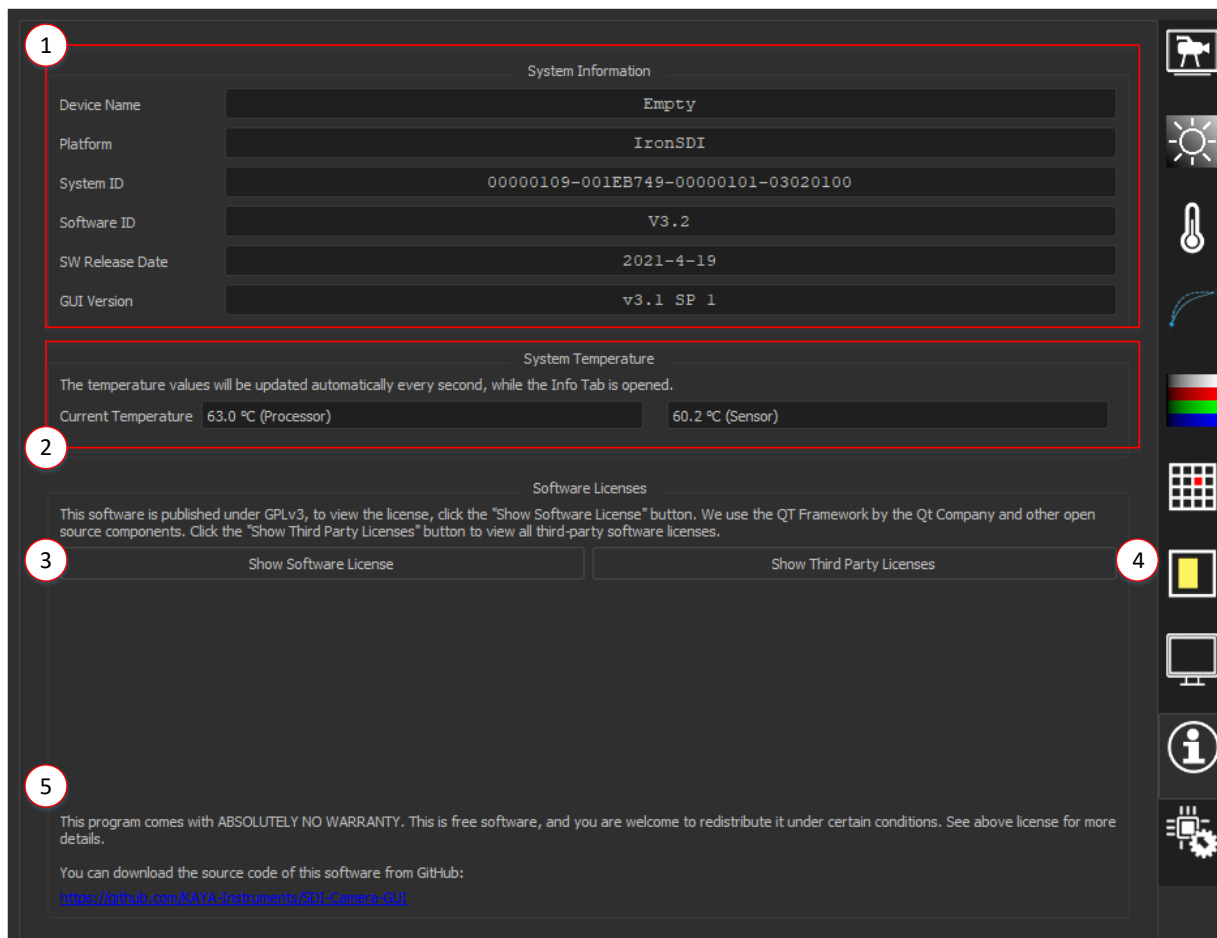 1
System Information
Device Name Empty
Platform IronSDI
System ID 00000109-001EB749-00000101-03020100
Software ID V3.2
SW Release Date 2021-4-19
GUI Version v3.1 SP 1
System Temperature
The temperature values will be updated automatically every second, while the Info Tab is opened.
Current Temperature 63.0 ºC (Processor) 60.2 ºC (Sensor)
2
Software Licenses
This software is published under GPLv3, to view the license, click the "Show Software License" button. We use the QT Framework by the Qt Company and other open
source components. Click the "Show Third Party Licenses" button to view all third-party software licenses.
3 Show Software License Show Third Party Licenses 4
5
This program comes with ABSOLUTELY NO WARRANTY. This is free software, and you are welcome to redistribute it under certain conditions. See above license for more
details.
You can download the source code of this software from GitHub:
https://github.com/KAYA-Instruments/SDI-Camera-GUI